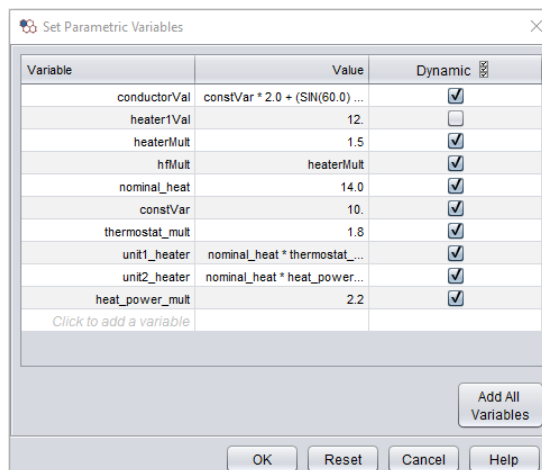 Set Parametric Variables
Variable Value Dynamic
conductorVal constVar * 2.0 + (SIN(60.0) ...
heater1Val 12.
heaterMult 1.5
hfMult heaterMult
nominal_heat 14.0
constVar 10.
thermostat_mult 1.8
unit1_heater nominal_heat * thermostat_...
unit2_heater nominal_heat * heat_power...
heat_power_mult 2.2
Click to add a variable
Add All
Variables
OK Reset Cancel Help